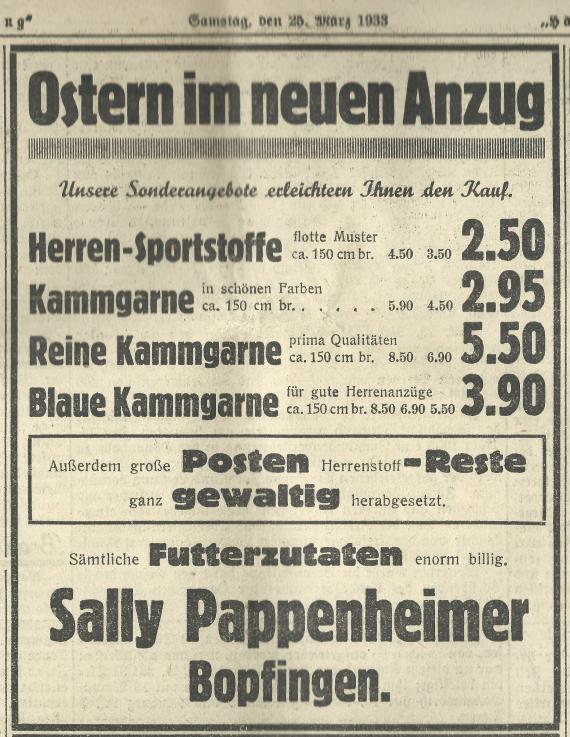 n g"
Samstag, den 25. März 1933
Ostern im neuen Anzug
Unsere Sonderangebote erleichtern Ihnen den Kauf.
Herren-Sportstoffe flotte Muster ca. 150 cm br. 4.50 3.50 2.50
Kammgarne in schönen Farben ca. 150 cm br. . . . . . 5.90 4.50 2.95
Reine Kammgarne prima Qualitäten ca. 150 cm br. 8.50 6.90 5.50
Blaue Kammgarne für gute Herrenanzüge ca. 150 cm br. 8.50 6.90 5.50 3.90
Außerdem große Posten Herrenstoff-Reste
ganz gewaltig herabgesetzt.
Sämtliche Futterzutaten enorm billig.
Sally Pappenheimer
Bopfingen.